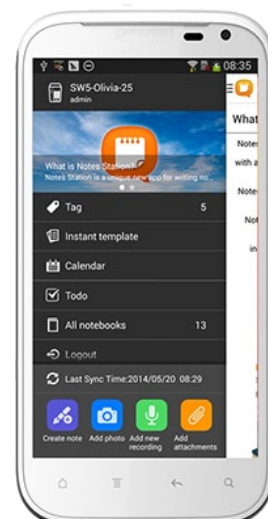 08:35
SW5-Olivia-25
admin
What is Notes Station?
Notes Station is a unique new app for writing no..
Tag 5
Instant template
Calendar
Todo
All notebooks 13
Logout
Last Sync Time:2014/05/20 08:29
Create note
Add photo
Add new recording
Add attachments
What
Note
with a
Note
Not
in